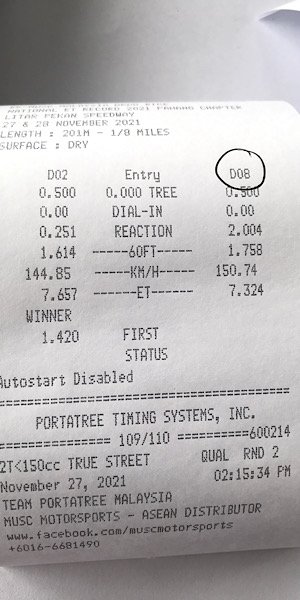 NATIONAL ET RECORD 2021 PAHANG CHAPTER
LITAR PEKAN SPEEDWAY
27 & 28 NOVEMBER 2021
LENGTH : 201M - 1/8 MILES
SURFACE : DRY
D02 Entry D08
0.500 0.000 TREE 0.500
0.00 DIAL-IN 0.00
0.251 REACTION 2.004
1.614 -----60FT----- 1.758
144.85 -----KM/H----- 150.74
7.657 ------ET------ 7.324
WINNER
1.420 FIRST
STATUS
Autostart Disabled
========================================
PORTATREE TIMING SYSTEMS, INC.
================ 109/110 ==========600214
2T<150cc TRUE STREET QUAL RND 2
November 27, 2021 02:15:34 PM
TEAM PORTATREE MALAYSIA
MUSC MOTORSPORTS - ASEAN DISTRIBUTOR
www.facebook.com/muscmotorsports
+6016-6681490